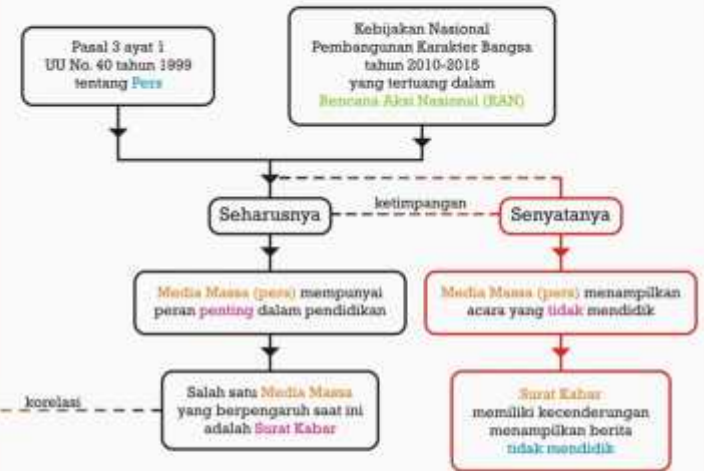 Pasal 3 ayat 1
UU No. 40 tahun 1999
tentang Pers
Kebijakan Nasional
Pembangunan Karakter Bangsa
tahun 2010-2015
yang tertuang dalam
Rencana Aksi Nasional (RAN)
Seharusnya
ketimpangan
Senyatanya
Media Massa (pers) mempunyai
peran penting dalam pendidikan
Media Massa (pers) menampilkan
acara yang tidak mendidik
korelasi
Salah satu Media Massa
yang berpengaruh saat ini
adalah Surat Kabar
Surat Kabar
memiliki kecenderungan
menampilkan berita
tidak mendidik